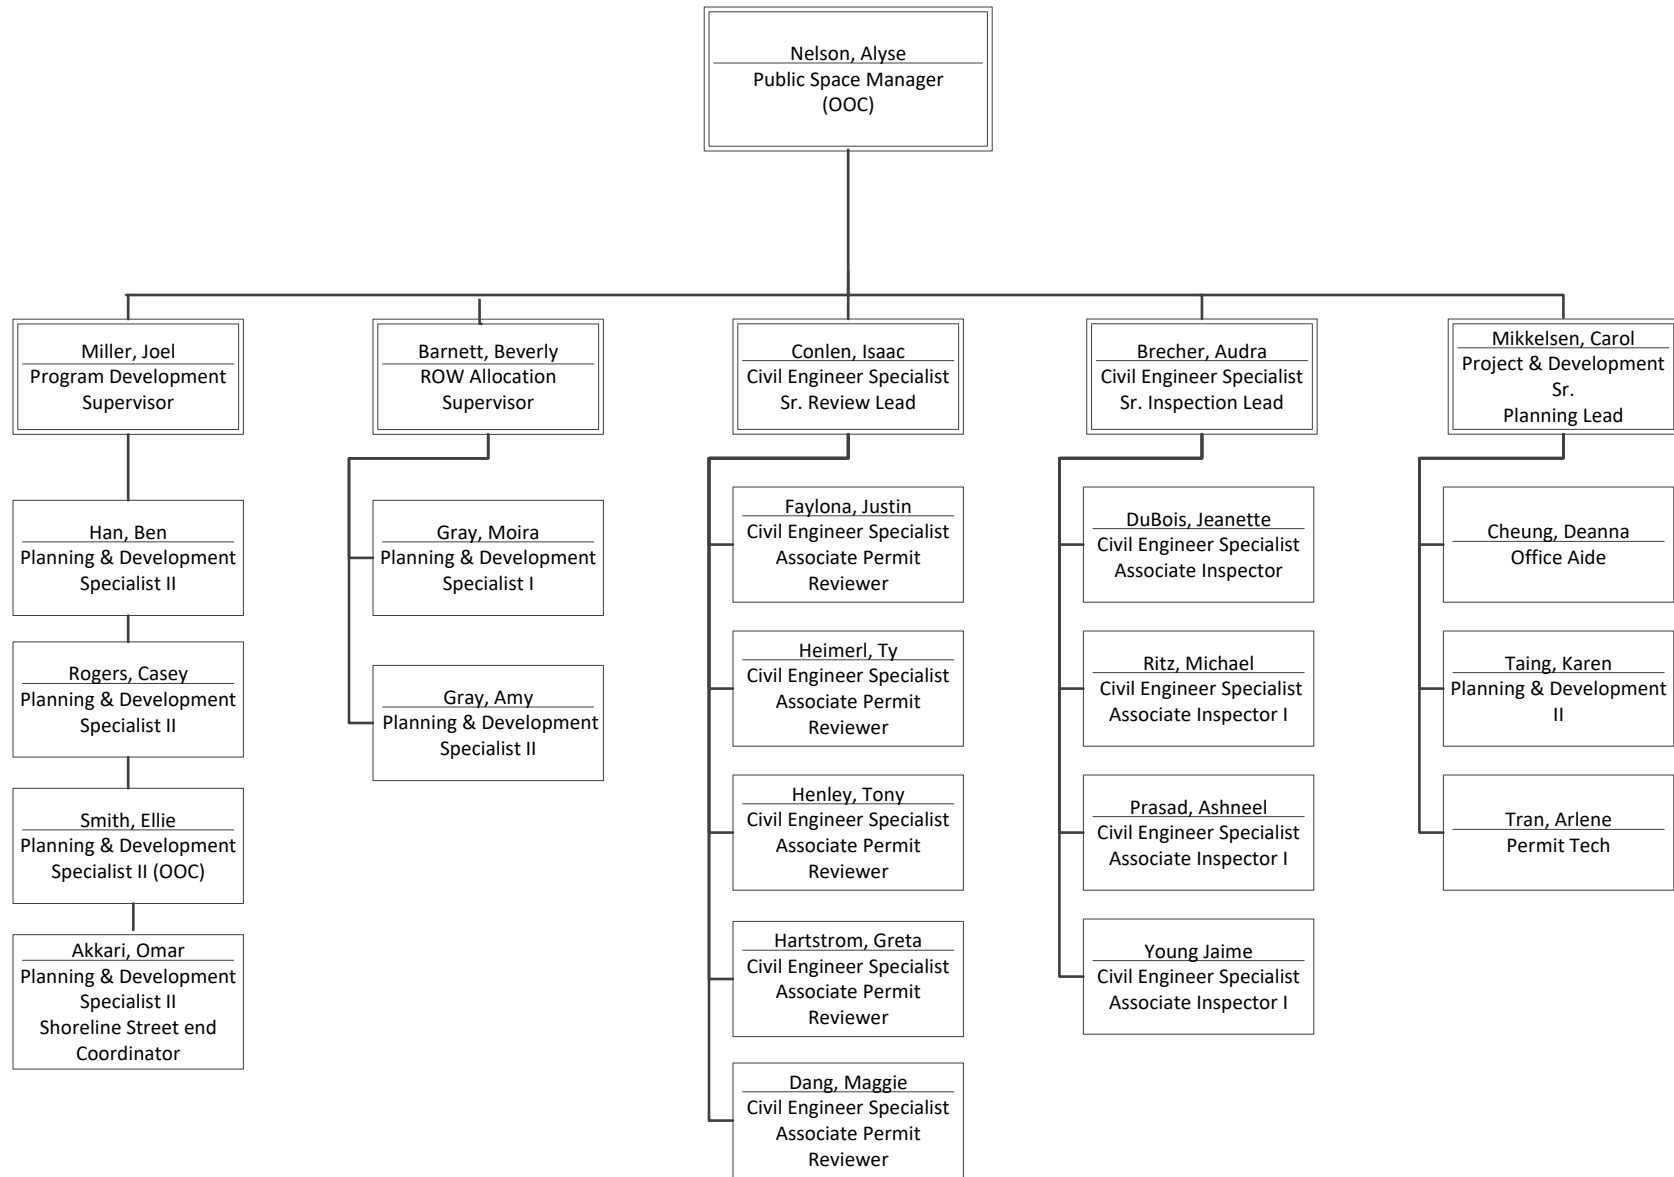 Nelson, Alyse
Public Space Manager
(OOC)
Miller, Joel
Program Development
Supervisor
Barnett, Beverly
ROW Allocation
Supervisor
Conlen, Isaac
Civil Engineer Specialist
Sr. Review Lead
Brecher, Audra
Civil Engineer Specialist
Sr. Inspection Lead
Mikkelsen, Carol
Project & Development
Sr.
Planning Lead
Han, Ben
Planning & Development
Specialist II
Rogers, Casey
Planning & Development
Specialist II
Smith, Ellie
Planning & Development
Specialist II (OOC)
Akkari, Omar
Planning & Development
Specialist II
Shoreline Street end
Coordinator
Gray, Moira
Planning & Development
Specialist I
Gray, Amy
Planning & Development
Specialist II
Faylona, Justin
Civil Engineer Specialist
Associate Permit
Reviewer
Heimerl, Ty
Civil Engineer Specialist
Associate Permit
Reviewer
Henley, Tony
Civil Engineer Specialist
Associate Permit
Reviewer
Hartstrom, Greta
Civil Engineer Specialist
Associate Permit
Reviewer
Dang, Maggie
Civil Engineer Specialist
Associate Permit
Reviewer
DuBois, Jeanette
Civil Engineer Specialist
Associate Inspector
Ritz, Michael
Civil Engineer Specialist
Associate Inspector I
Prasad, Ashneel
Civil Engineer Specialist
Associate Inspector I
Young Jaime
Civil Engineer Specialist
Associate Inspector I
Cheung, Deanna
Office Aide
Taing, Karen
Planning & Development
II
Tran, Arlene
Permit Tech